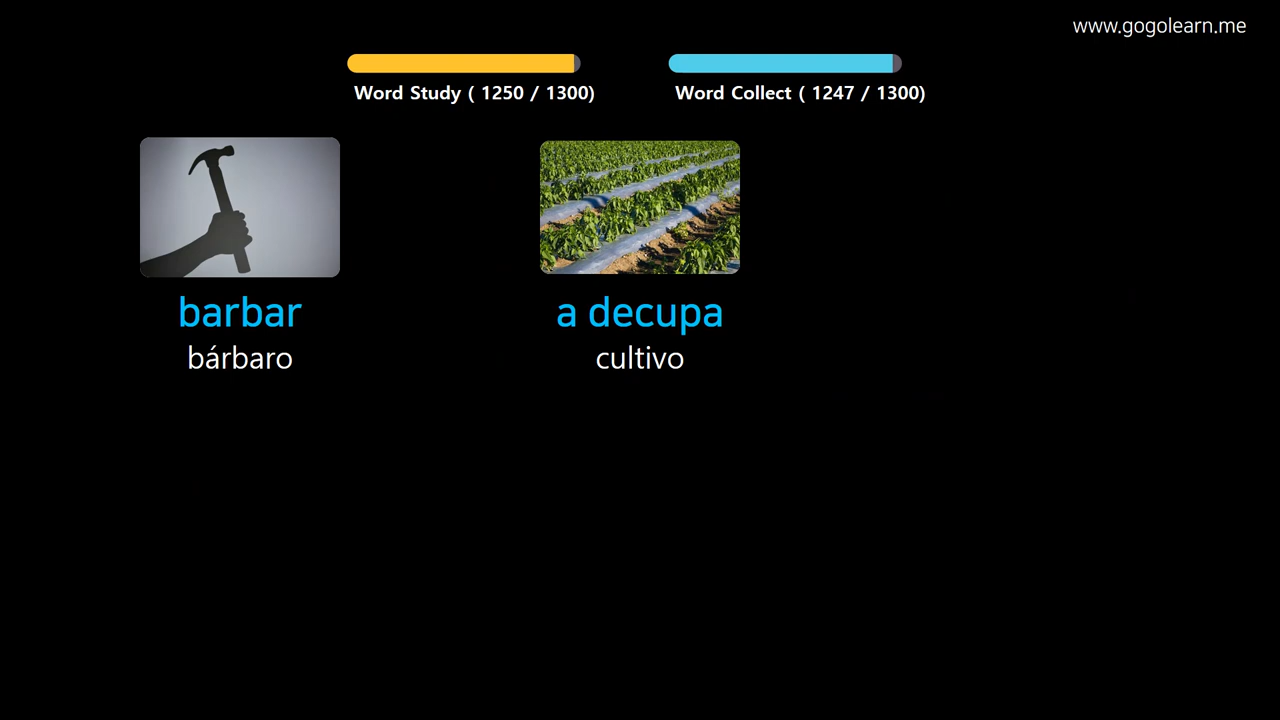 www.gogolearn.me
Word Study ( 1250 / 1300)
Word Collect ( 1247 / 1300)
barbar
bárbaro
a decupa
cultivo